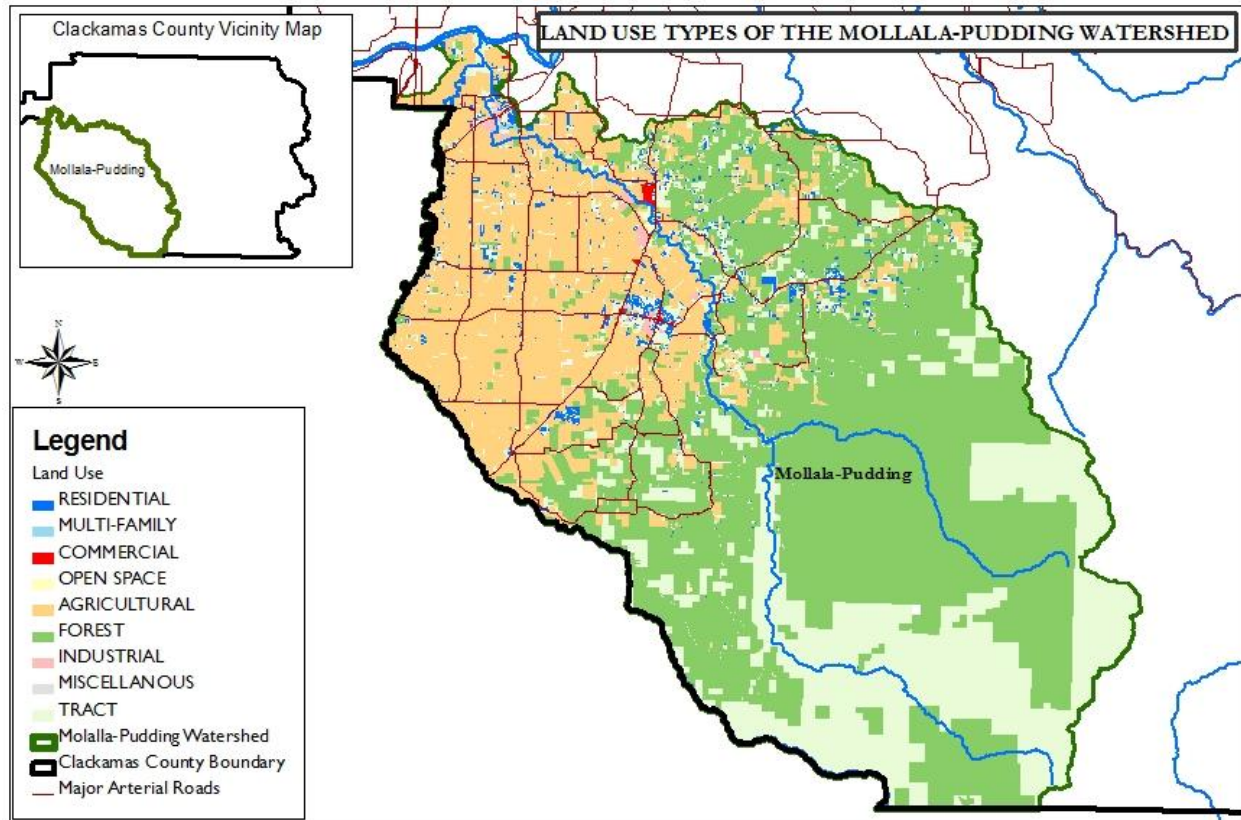 Clackamas County Vicinity Map
Mollala-Pudding
LAND USE TYPES OF THE MOLLALA-PUDDING WATERSHED
N
W
E
S
Legend
Land Use
RESIDENTIAL
MULTI-FAMILY
COMMERCIAL
OPEN SPACE
AGRICULTURAL
FOREST
INDUSTRIAL
MISCELLANOUS
TRACT
Molalla-Pudding Watershed
Clackamas County Boundary
Major Arterial Roads
Mollala-Pudding